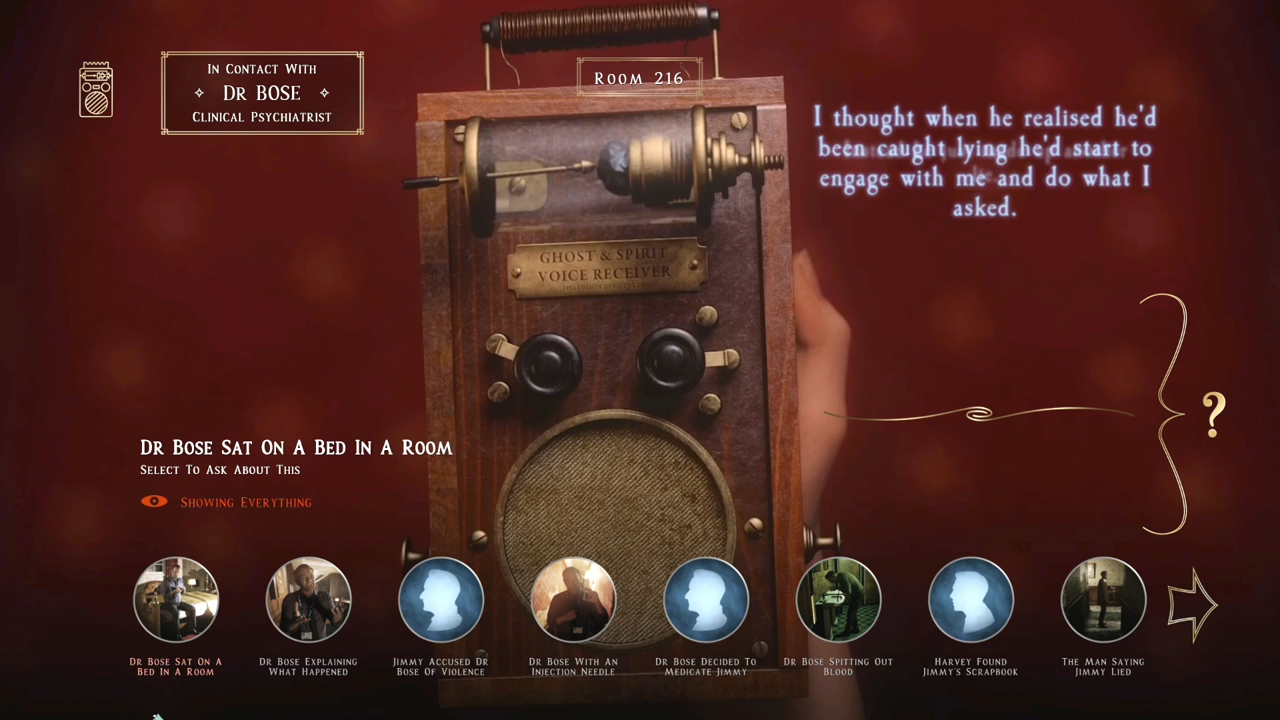 In Contact With
Dr BOSE
Clinical Psychiatrist
Room 216
I thought when he realised he'd
been caught lying he'd start to
engage with me and do what I
asked.
GHOST & SPIRIT
VOICE RECEIVER
Dr Bose Sat On A Bed In A Room
Select To Ask About This
Showing Everything
?
Dr Bose Sat On A
Bed In A Room
Dr Bose Explaining
What Happened
Jimmy Accused Dr
Bose Of Violence
Dr Bose With An
Injection Needle
Dr Bose Decided To
Medicate Jimmy
Dr Bose Spitting Out
Blood
Harvey Found
Jimmy's Scrapbook
The Man Saying
Jimmy Lied